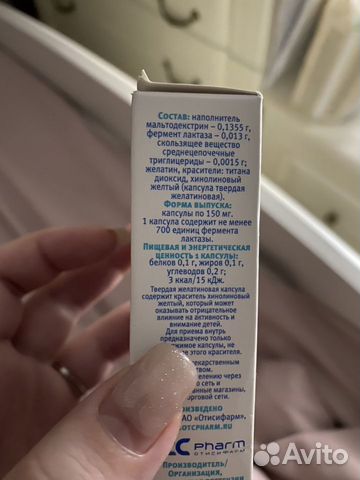 Состав: наполнитель
мальтодекстрин – 0,1355 г,
фермент лактаза – 0,013 г,
скользящее вещество
среднецепочечные
триглицериды – 0,0015 г;
желатин, красители: титана
диоксид, хинолиновый
желтый (капсула твердая
желатиновая).
Форма выпуска:
капсулы по 150 мг.
1 капсула содержит не менее
700 единиц фермента
лактазы.
Пищевая и энергетическая
ценность 1 капсулы:
белков 0,1 г, жиров 0,1 г,
углеводов 0,2 г;
3 ккал/15 кДж.
Твердая желатиновая капсула
содержит краситель хинолиновый
желтый, который может
оказывать отрицательное
влияние на активность и
внимание детей.
Для приема внутрь
предназначено только
содержимое капсулы, не
этого красителя.
лекарственным
сеть и
магазины,
сети.
АО «Отисифарм»
OTCPHARM.RU
pharm
ОТИСИФАРМ
Производитель/
Организация,
Avito